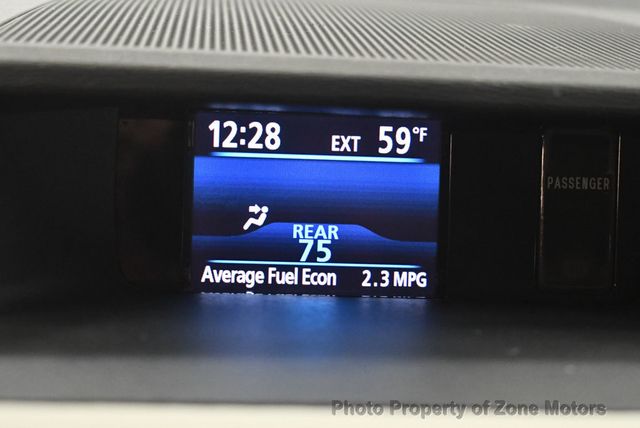 12:28 EXT 59°F
PASSENGER
REAR
75
Average Fuel Econ 2.3 MPG
Photo Property of Zone Motors